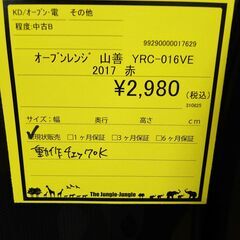 KD/オーブン・電　その他
程度:中古B
99290000017629
オーブンレンジ 山善 YRC-016VE
2017 赤
¥2,980 (税込)
310825
サイズ:幅 奥行 高さ cm
✓現状販売 □1ヶ月保証 □3ヶ月保証 □6ヶ月保証
動作チェックOK
The Jungle-Jungle